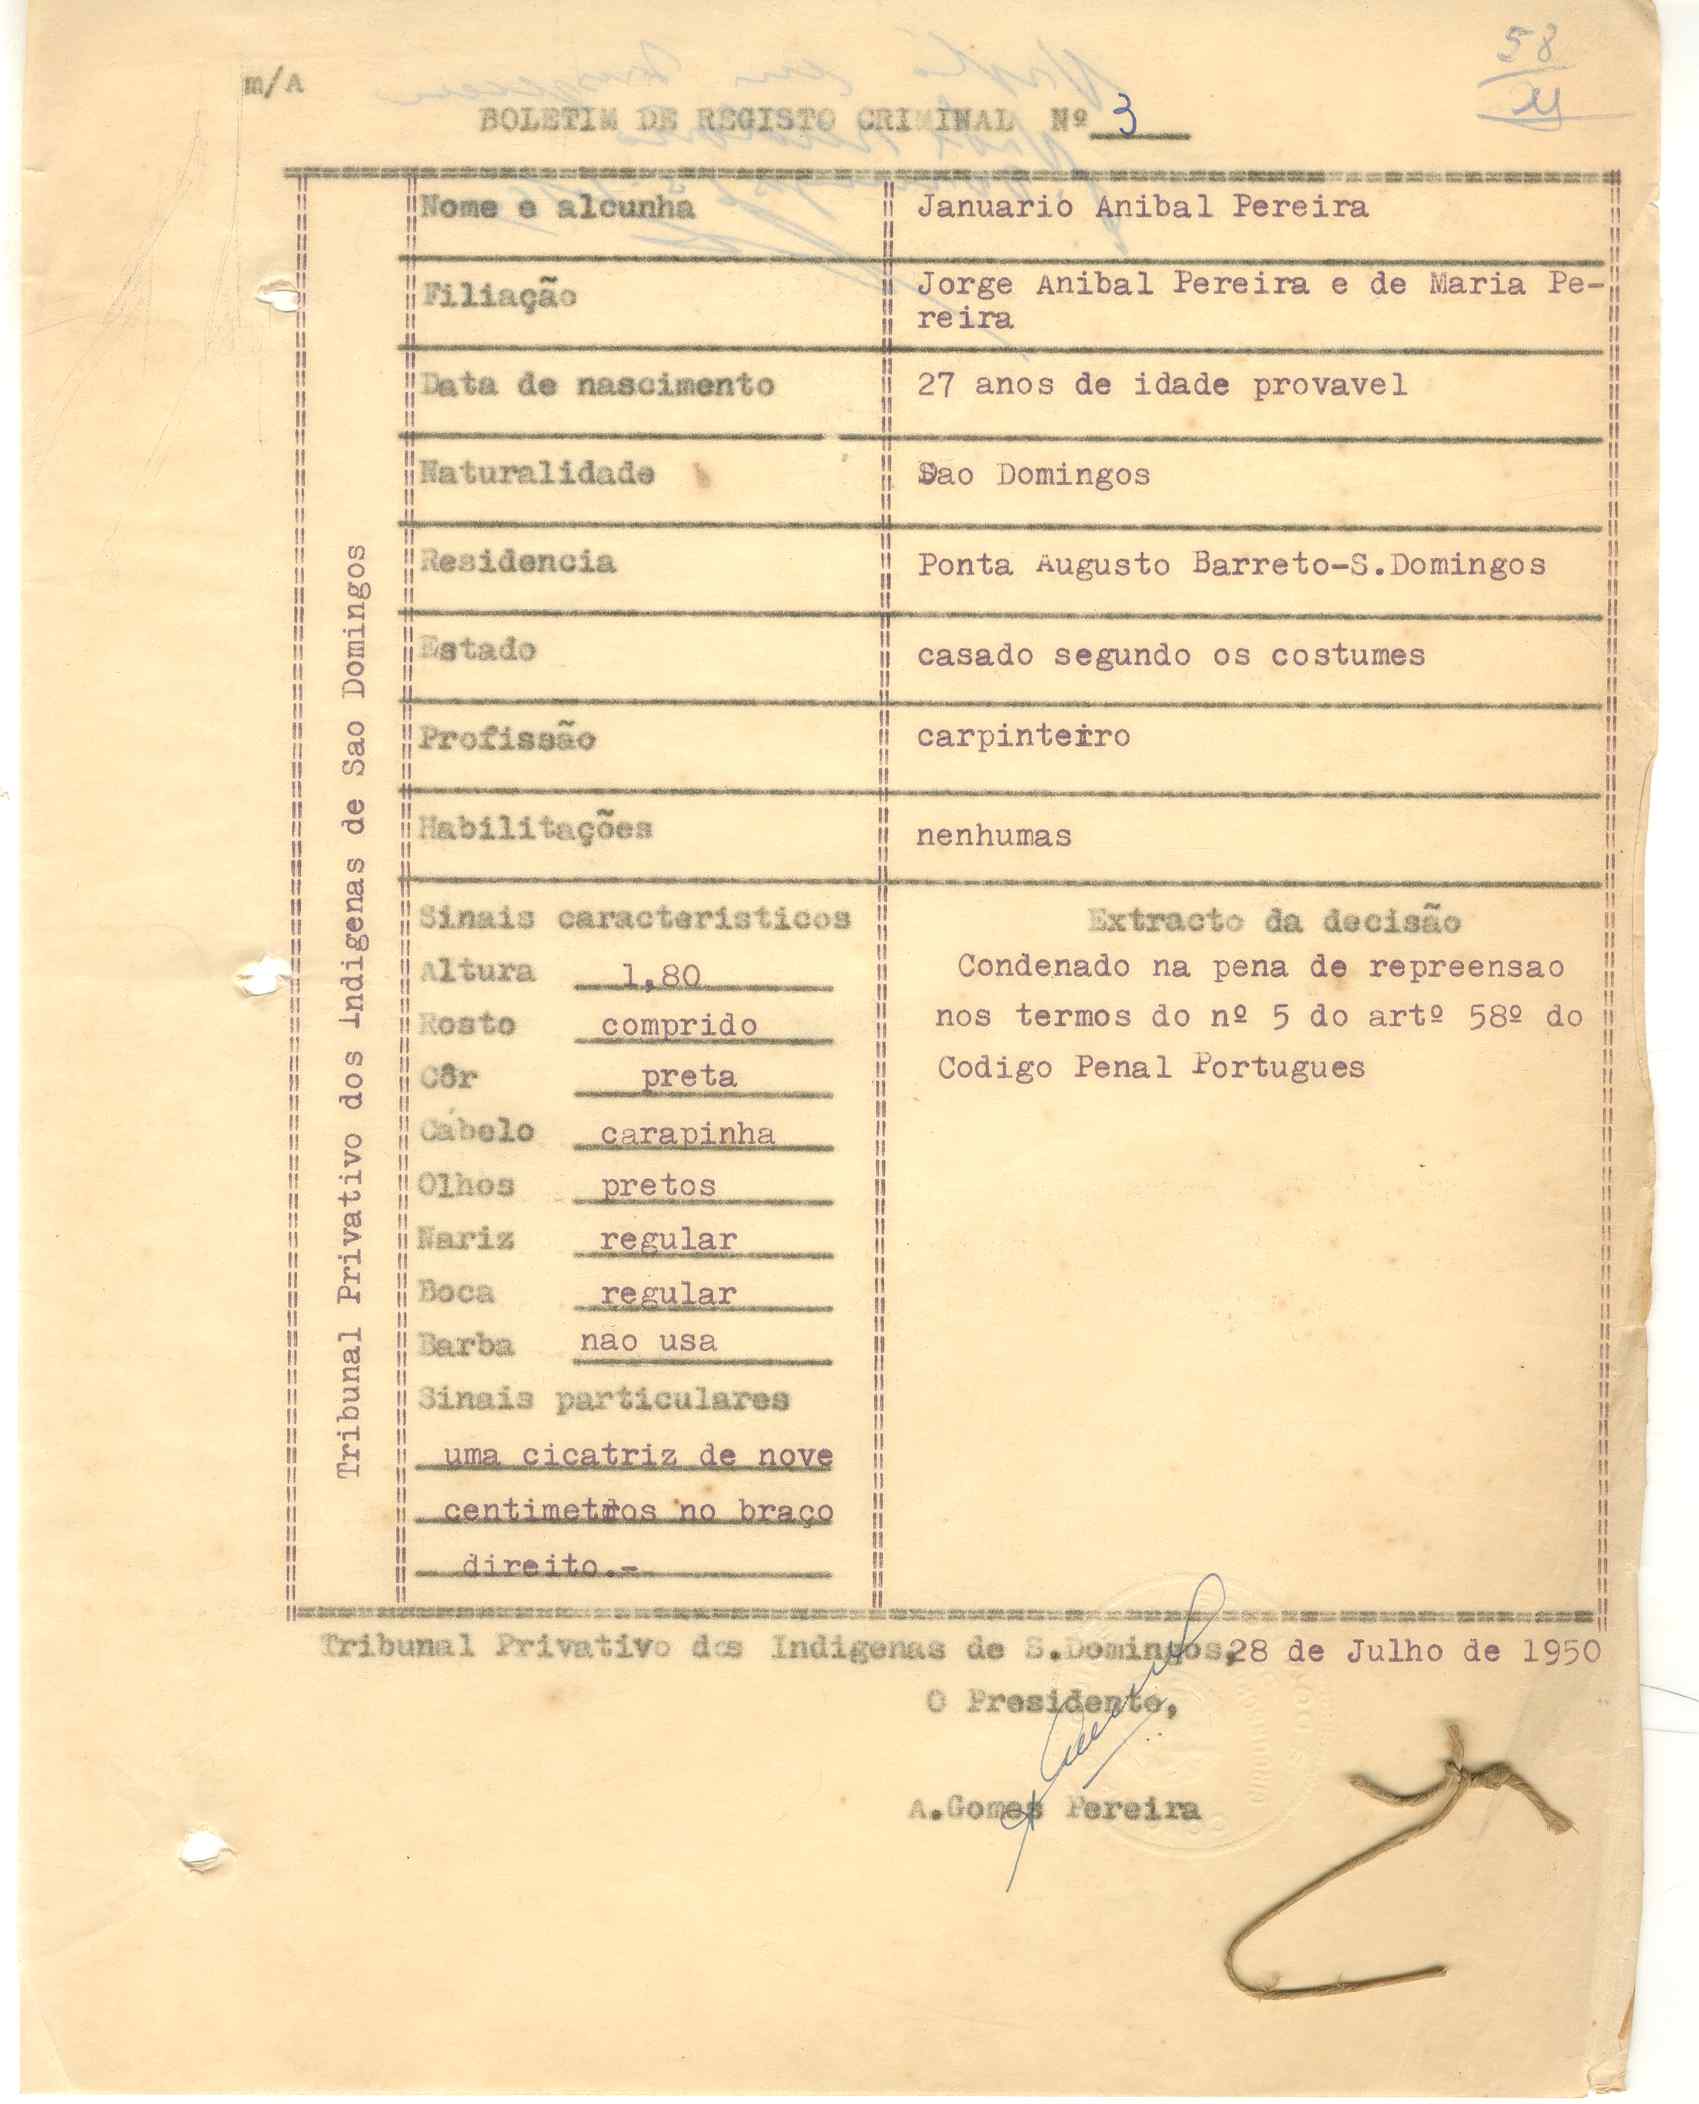 58
m/A
BOLETIM DE REGISTO CRIMINAL Nº 3
Tribunal Privativo dos Indigenas de Sao Domingos
Nome e alcunha Januario Anibal Pereira
Filiação Jorge Anibal Pereira e de Maria Pe-
reira
Data de nascimento 27 anos de idade provavel
Naturalidade Sao Domingos
Residencia Ponta Augusto Barreto-S.Domingos
Estado casado segundo os costumes
Profissão carpinteiro
Habilitações nenhumas
Sinais caracteristicos
Altura 1,80
Rosto comprido
Côr preta
Cabelo carapinha
Olhos pretos
Nariz regular
Boca regular
Barba nao usa
Sinais particulares
uma cicatriz de nove
centimetros no braço
direito.-
Extracto da decisão
Condenado na pena de repreensao
nos termos do nº 5 do artº 58º do
Codigo Penal Portugues
Tribunal Privativo dos Indigenas de S.Domingos,28 de Julho de 1950
O Presidente,
A.Gomes Pereira